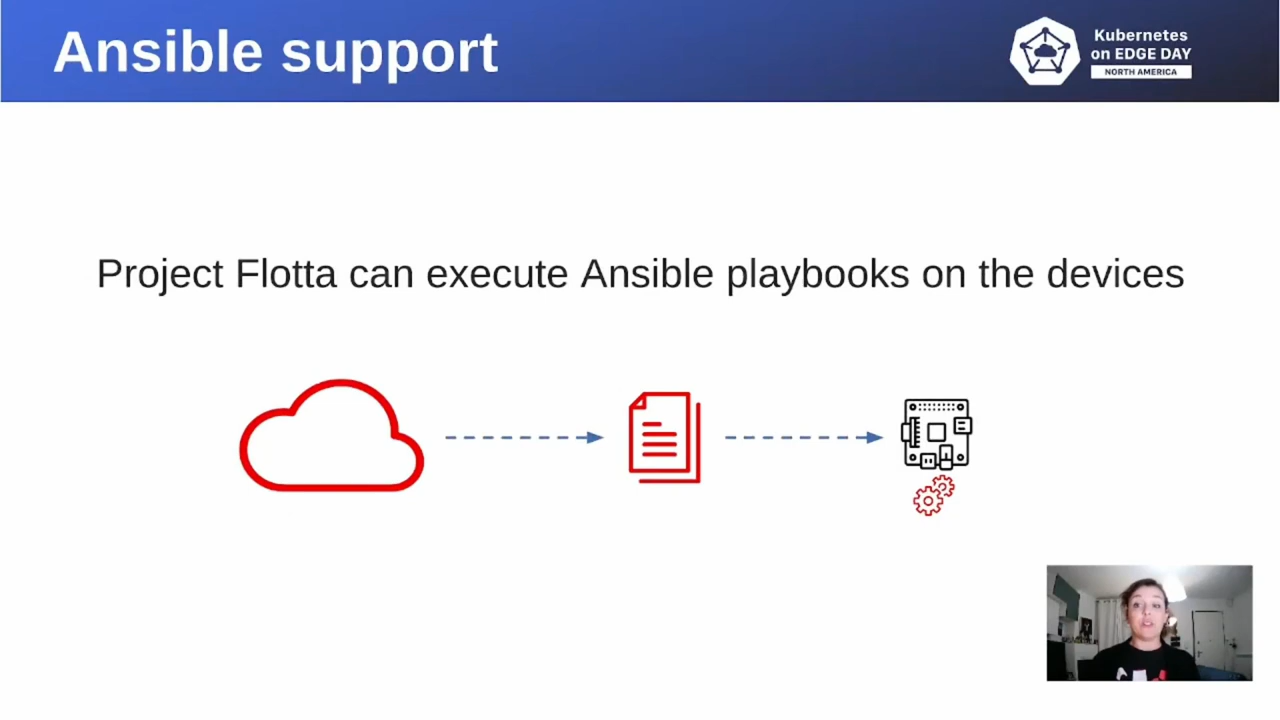 Ansible support
Kubernetes
on EDGE DAY
NORTH AMERICA
Project Flotta can execute Ansible playbooks on the devices